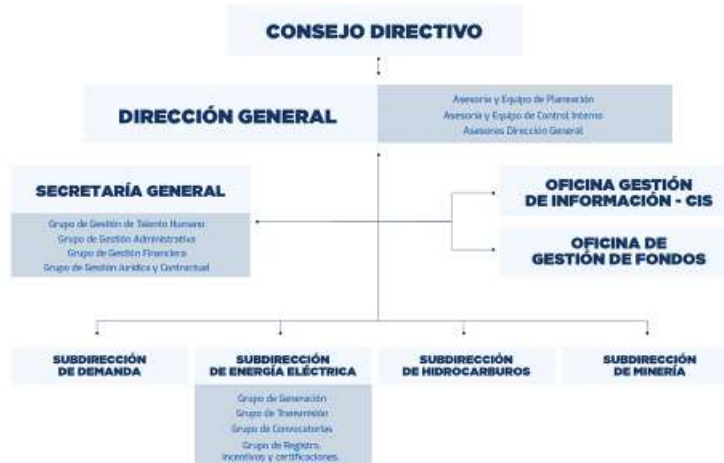 CONSEJO DIRECTIVO
DIRECCIÓN GENERAL
Asesoría y Equipo de Planeación
Asesoría y Equipo de Control Interno
Asesores Dirección General
SECRETARÍA GENERAL
Grupo de Gestión de Talento Humano
Grupo de Gestión Administrativa
Grupo de Gestión Financiera
Grupo de Gestión Jurídica y Contractual
OFICINA GESTIÓN
DE INFORMACIÓN - CIS
OFICINA DE
GESTIÓN DE FONDOS
SUBDIRECCIÓN
DE DEMANDA
SUBDIRECCIÓN
DE ENERGÍA ELÉCTRICA
Grupo de Generación
Grupo de Transmisión
Grupo de Convocatorias
Grupo de Registro,
incentivos y certificaciones.
SUBDIRECCIÓN
DE HIDROCARBUROS
SUBDIRECCIÓN
DE MINERÍA